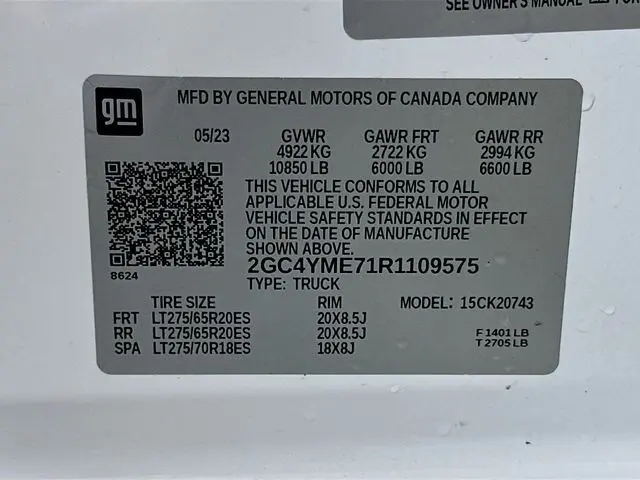 SEE OWNER'S MANUAL
gm
MFD BY GENERAL MOTORS OF CANADA COMPANY
05/23 GVWR GAWR FRT GAWR RR
4922 KG 2722 KG 2994 KG
10850 LB 6000 LB 6600 LB
THIS VEHICLE CONFORMS TO ALL
APPLICABLE U.S. FEDERAL MOTOR
VEHICLE SAFETY STANDARDS IN EFFECT
ON THE DATE OF MANUFACTURE
SHOWN ABOVE.
2GC4YME71R1109575
8624
TYPE: TRUCK
TIRE SIZE RIM MODEL: 15CK20743
FRT LT275/65R20ES 20X8.5J
RR LT275/65R20ES 20X8.5J
SPA LT275/70R18ES 18X8J
F 1401 LB
T 2705 LB